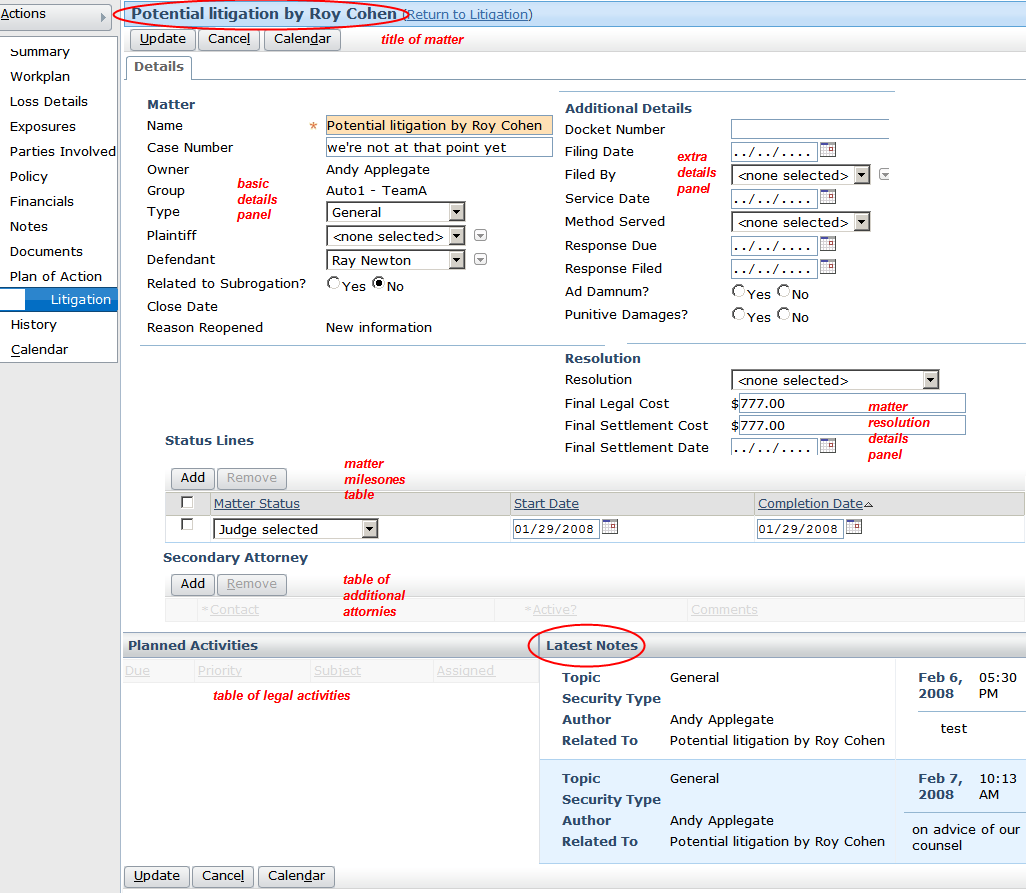 Actions
Summary
Workplan
Loss Details
Exposures
Parties Involved
Policy
Financials
Notes
Documents
Plan of Action
Litigation
History
Calendar
Potential litigation by Roy Cohen (Return to Litigation)
Update Cancel Calendar title of matter
Details
Matter
Name * Potential litigation by Roy Cohen
Case Number we're not at that point yet
Owner Andy Applegate
Group Auto1 - TeamA
Type General
Plaintiff <none selected>
Defendant Ray Newton
Related to Subrogation? Yes No
Close Date
Reason Reopened New information
basic
details
panel
Additional Details
Docket Number
Filing Date ../../....
Filed By <none selected>
Service Date ../../....
Method Served <none selected>
Response Due ../../....
Response Filed ../../....
Ad Damnum? Yes No
Punitive Damages? Yes No
extra
details
panel
Resolution
Resolution <none selected>
Final Legal Cost $777.00
Final Settlement Cost $777.00
Final Settlement Date ../../....
matter
resolution
details
panel
Status Lines
Add Remove
matter
milesones
table
Matter Status Start Date Completion Date
Judge selected 01/29/2008 01/29/2008
Secondary Attorney
Add Remove
table of
additional
attornies
*Contact *Active? Comments
Planned Activities
Due Priority Subject Assigned
table of legal activities
Latest Notes
Topic General
Security Type
Author Andy Applegate
Related To Potential litigation by Roy Cohen
Feb 6, 05:30
2008 PM
test
Topic General
Security Type
Author Andy Applegate
Related To Potential litigation by Roy Cohen
Feb 7, 10:13
2008 AM
on advice of our
counsel
Update Cancel Calendar